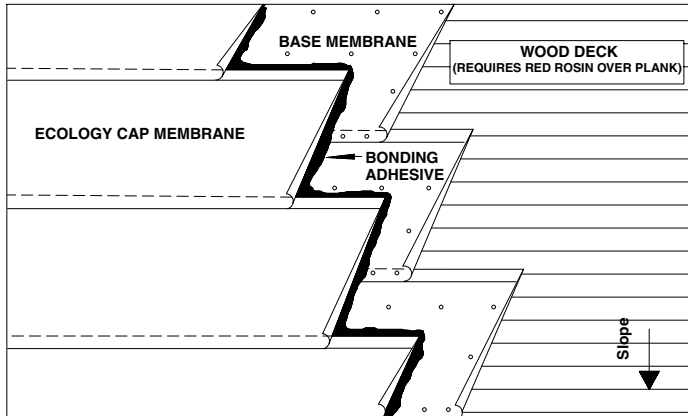 BASE MEMBRANE
WOOD DECK
(REQUIRES RED ROSIN OVER PLANK)
ECOLOGY CAP MEMBRANE
BONDING
ADHESIVE
Slope